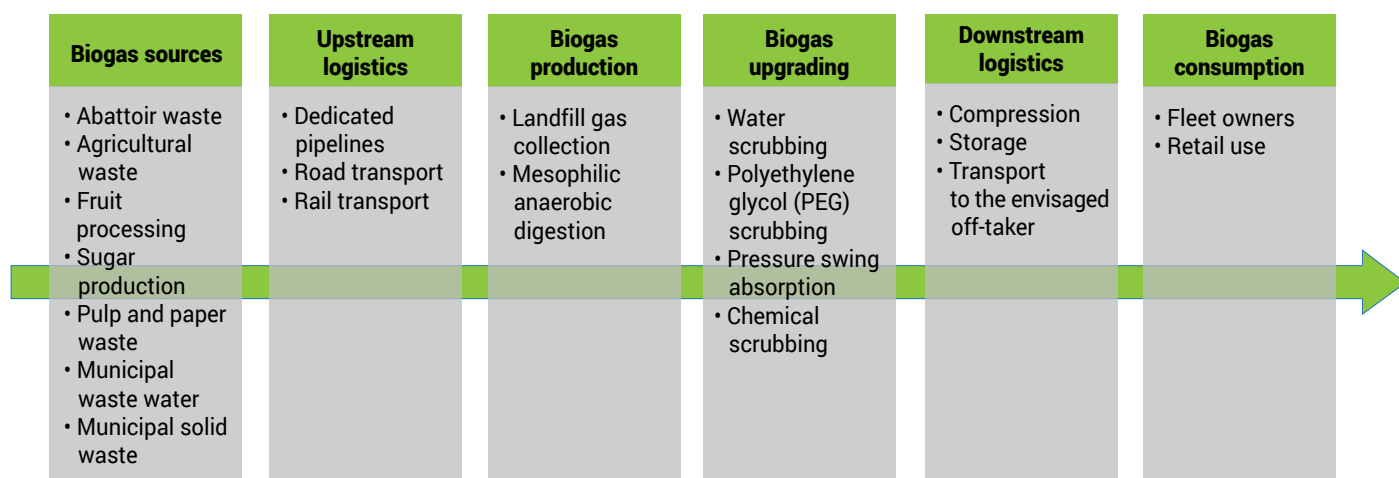 Biogas sources
• Abattoir waste
• Agricultural
waste
• Fruit
processing
• Sugar
production
• Pulp and paper
waste
• Municipal
waste water
• Municipal solid
waste
Upstream
logistics
• Dedicated
pipelines
• Road transport
• Rail transport
Biogas
production
• Landfill gas
collection
• Mesophilic
anaerobic
digestion
Biogas
upgrading
• Water
scrubbing
• Polyethylene
glycol (PEG)
scrubbing
• Pressure swing
absorption
• Chemical
scrubbing
Downstream
logistics
• Compression
• Storage
• Transport
to the envisaged
off-taker
Biogas
consumption
• Fleet owners
• Retail use